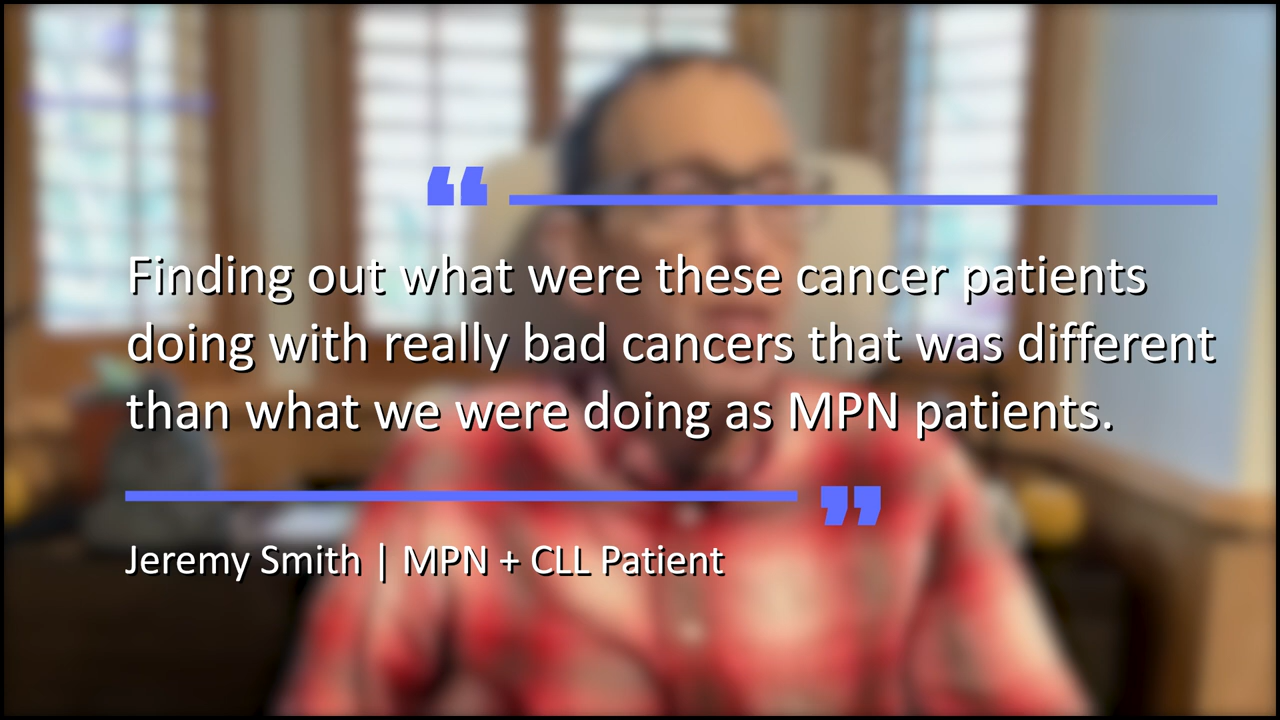 “
Finding out what were these cancer patients
doing with really bad cancers that was different
than what we were doing as MPN patients.
”
Jeremy Smith | MPN + CLL Patient